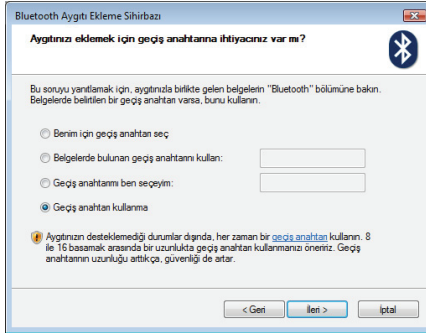 Bluetooth Aygıtı Ekleme Sihirbazı
Aygıtınızı eklemek için geçiş anahtarına ihtiyacınız var mı?
Bu soruyu yanıtlamak için, aygıtınızla birlikte gelen belgelerin "Bluetooth" bölümüne bakın.
Belgelerde belirtilen bir geçiş anahtarı varsa, bunu kullanın.
Benim için geçiş anahtarı seç
Belgelerde bulunan geçiş anahtarını kullan:
Geçiş anahtarımı ben seçeyim:
Geçiş anahtarı kullanma
Aygıtınızın desteklemediği durumlar dışında, her zaman bir geçiş anahtarı kullanın. 8
ile 16 basamak arasında bir uzunlukta geçiş anahtarı kullanmanızı öneririz. Geçiş
anahtarının uzunluğu arttıkça, güvenliği de artar.
< Geri
İleri >
İptal